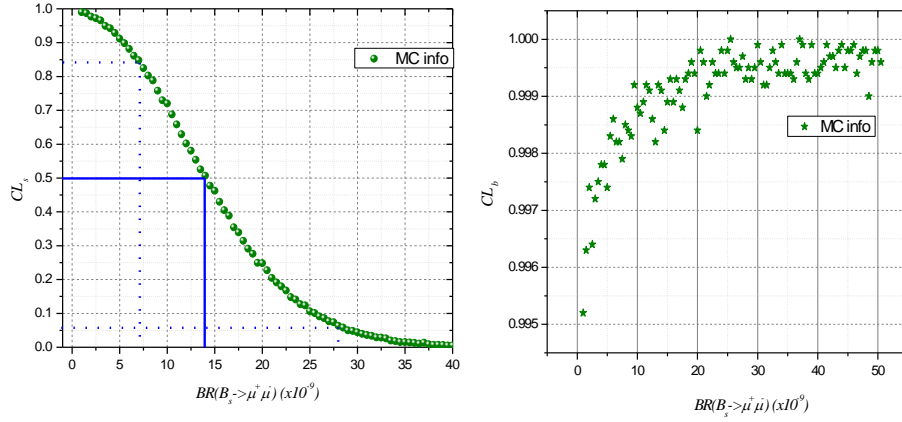 1.0
0.9
0.8
0.7
0.6
0.5
0.4
0.3
0.2
0.1
0.0
CLs
MC info
0 5 10 15 20 25 30 35 40
BR(Bs->μ+μ-) (x10-9)
1.000
0.999
0.998
0.997
0.996
0.995
CLb
MC info
0 10 20 30 40 50
BR(Bs->μ+μ-) (x10-9)